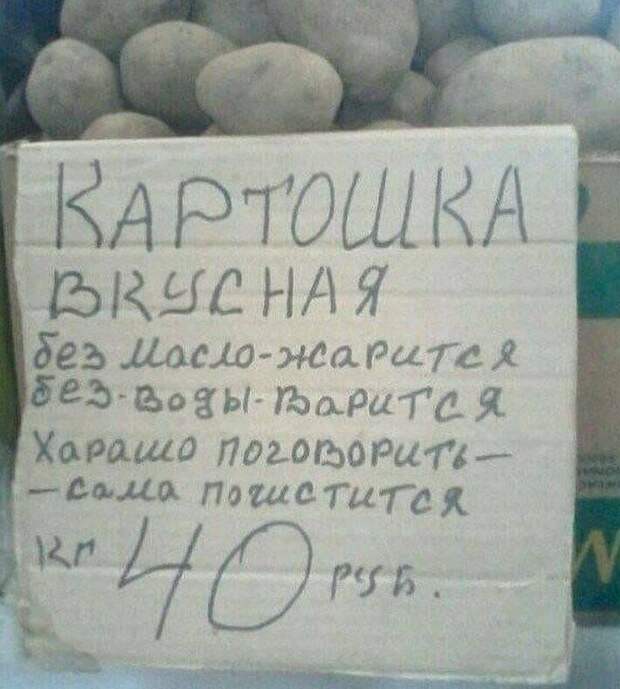 КАРТОШКА
ВКУСНАЯ
без Масло-жарится
без-воды-варится
Харашо поговорить-
-сама почистится
КГ 40 РУБ.